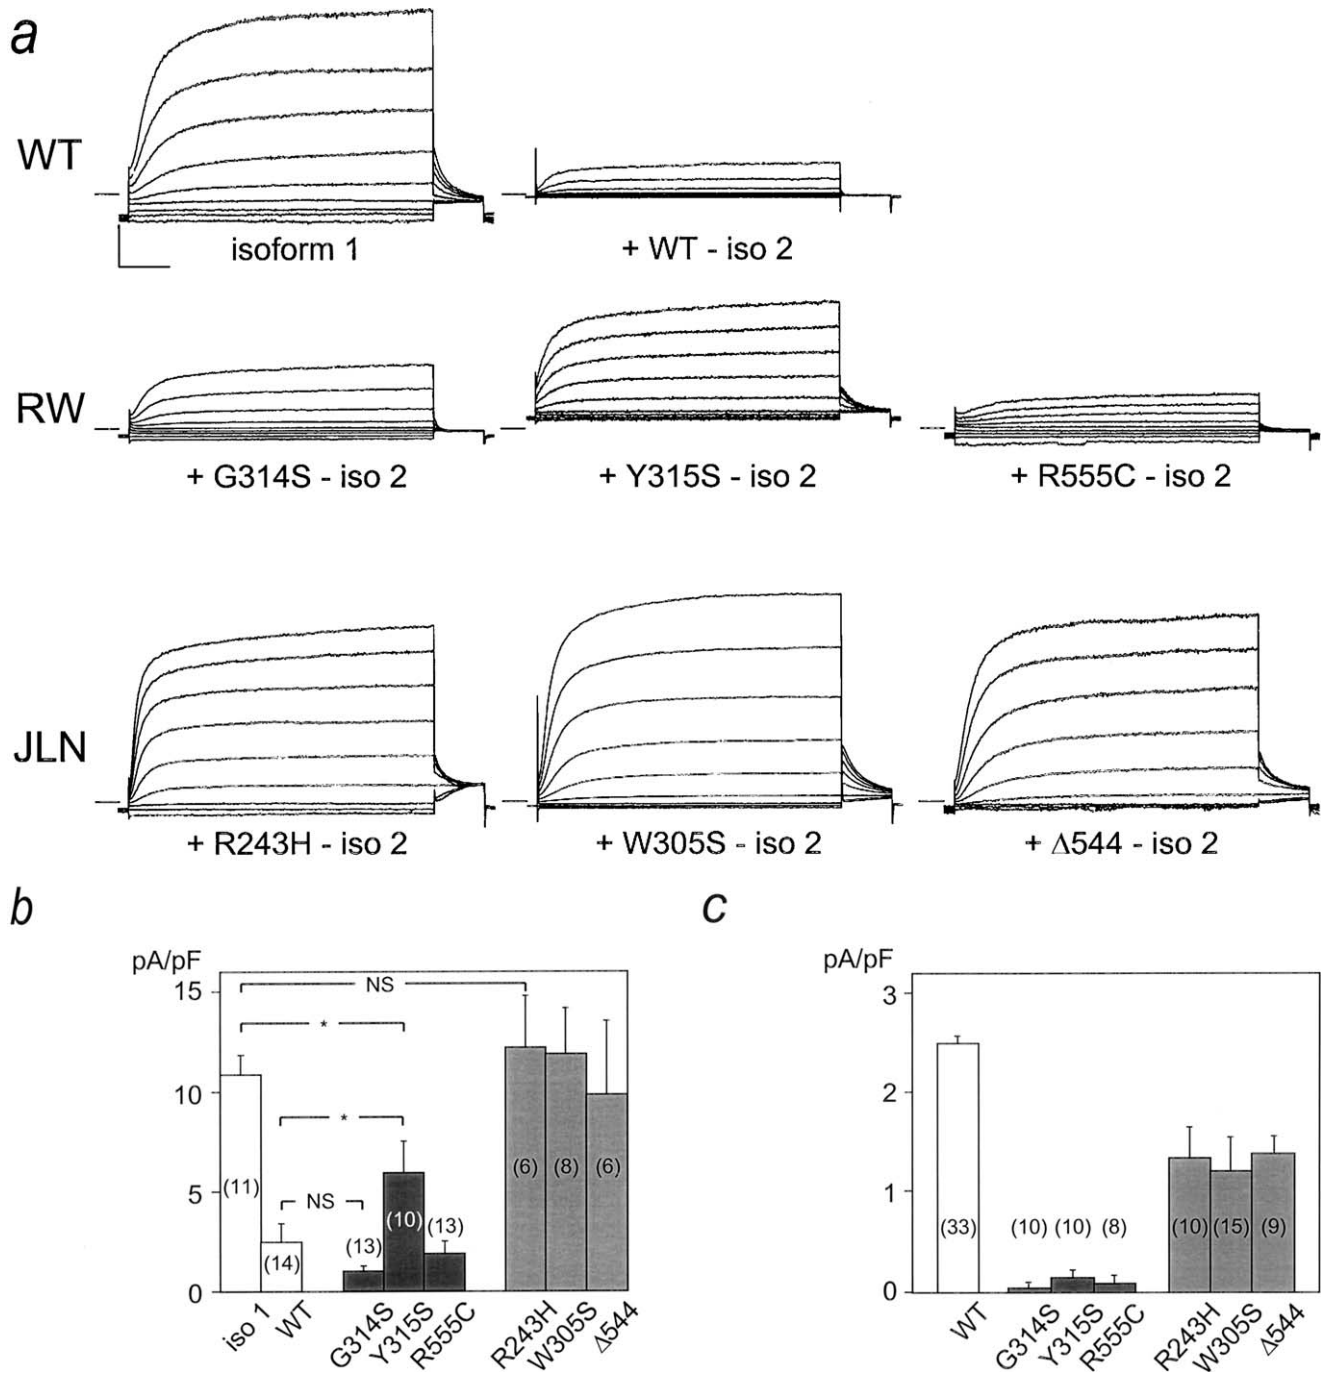 a
WT
isoform 1
+ WT - iso 2
RW
+ G314S - iso 2
+ Y315S - iso 2
+ R555C - iso 2
JLN
+ R243H - iso 2
+ W305S - iso 2
+ Δ544 - iso 2
b
pA/pF
15
10
5
0
NS
*
*
NS
(11)
(14)
(13)
(10)
(13)
(6)
(8)
(6)
iso 1
WT
G314S
Y315S
R555C
R243H
W305S
Δ544
c
pA/pF
3
2
1
0
(33)
(10)
(10)
(8)
(10)
(15)
(9)
WT
G314S
Y315S
R555C
R243H
W305S
Δ544